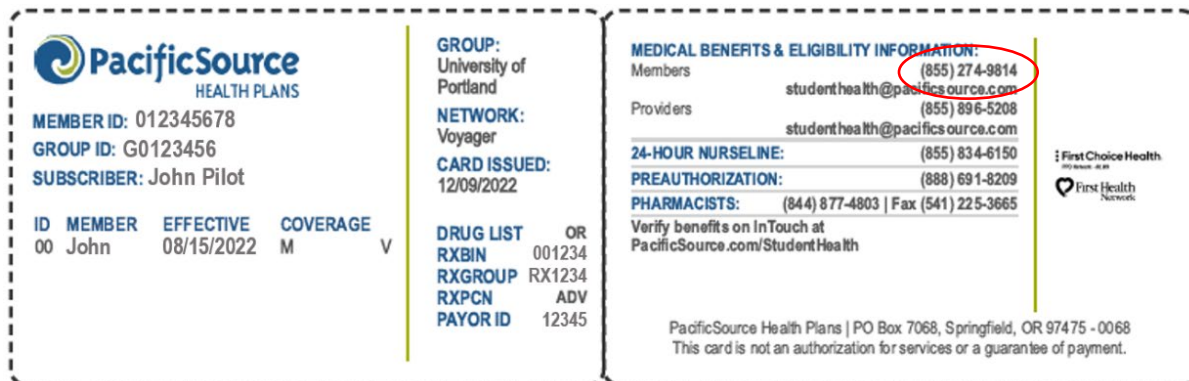 PacificSource
HEALTH PLANS
MEMBER ID: 012345678
GROUP ID: G0123456
SUBSCRIBER: John Pilot
ID MEMBER EFFECTIVE COVERAGE
00 John 08/15/2022 M V
GROUP:
University of
Portland
NETWORK:
Voyager
CARD ISSUED:
12/09/2022
DRUG LIST OR
RXBIN 001234
RXGROUP RX1234
RXPCN ADV
PAYOR ID 12345
MEDICAL BENEFITS & ELIGIBILITY INFORMATION:
Members (855) 274-9814
studenthealth@pacificsource.com
Providers (855) 896-5208
studenthealth@pacificsource.com
24-HOUR NURSELINE: (855) 834-6150
PREAUTHORIZATION: (888) 691-8209
PHARMACISTS: (844) 877-4803 | Fax (541) 225-3665
Verify benefits on InTouch at
PacificSource.com/StudentHealth
First Choice Health
First Health
Network
PacificSource Health Plans | PO Box 7068, Springfield, OR 97475 - 0068
This card is not an authorization for services or a guarantee of payment.